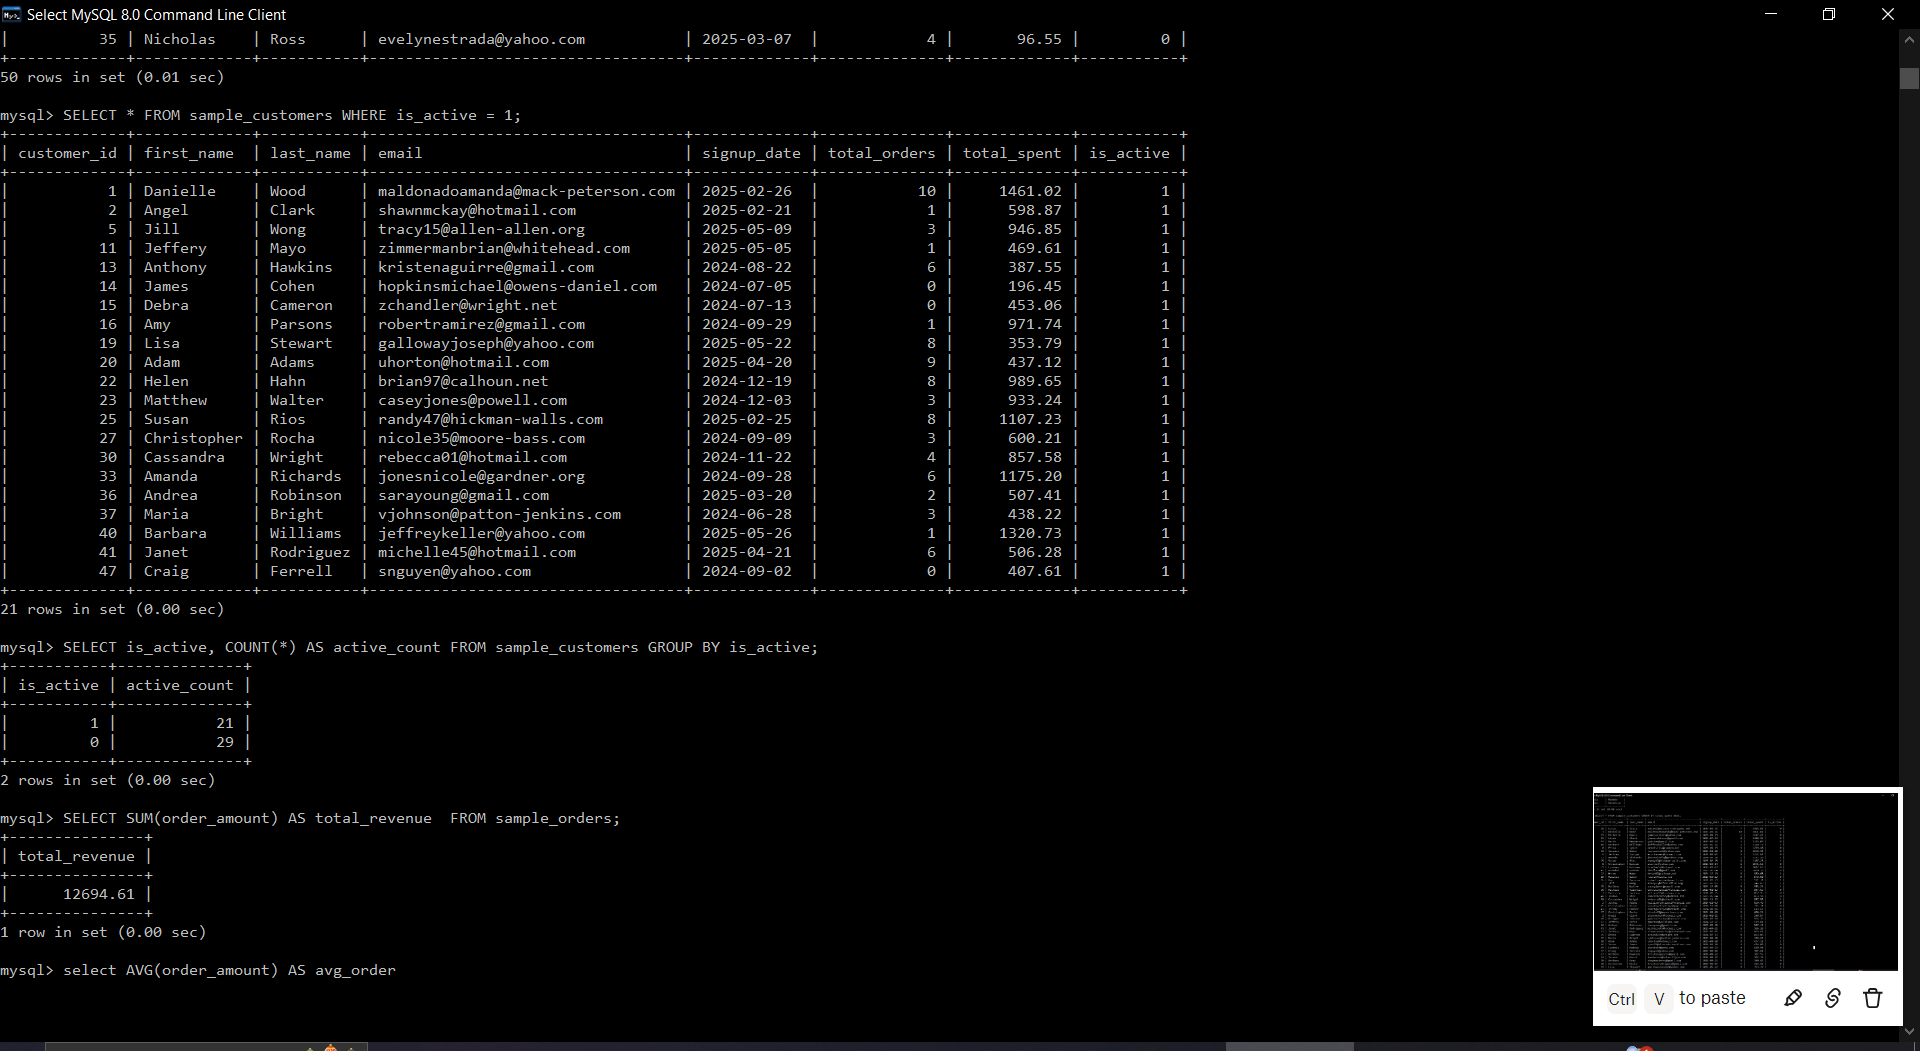 Select MySQL 8.0 Command Line Client
| 35 | Nicholas | Ross | evelynestrada@yahoo.com | 2025-03-07 | 4 | 96.55 | 0 |
+-------------+-------------+-----------+-----------------------------------+-------------+--------------+-------------+-----------+
50 rows in set (0.01 sec)
mysql> SELECT * FROM sample_customers WHERE is_active = 1;
+-------------+-------------+-----------+-----------------------------------+-------------+--------------+-------------+-----------+
| customer_id | first_name | last_name | email | signup_date | total_orders | total_spent | is_active |
+-------------+-------------+-----------+-----------------------------------+-------------+--------------+-------------+-----------+
| 1 | Danielle | Wood | maldonadoamanda@mack-peterson.com | 2025-02-26 | 10 | 1461.02 | 1 |
| 2 | Angel | Clark | shawnmckay@hotmail.com | 2025-02-21 | 1 | 598.87 | 1 |
| 5 | Jill | Wong | tracy15@allen-allen.org | 2025-05-09 | 3 | 946.85 | 1 |
| 11 | Jeffery | Mayo | zimmermanbrian@whitehead.com | 2025-05-05 | 1 | 469.61 | 1 |
| 13 | Anthony | Hawkins | kristenaguirre@gmail.com | 2024-08-22 | 6 | 387.55 | 1 |
| 14 | James | Cohen | hopkinsmichael@owens-daniel.com | 2024-07-05 | 0 | 196.45 | 1 |
| 15 | Debra | Cameron | zchandler@wright.net | 2024-07-13 | 0 | 453.06 | 1 |
| 16 | Amy | Parsons | robertramirez@gmail.com | 2024-09-29 | 1 | 971.74 | 1 |
| 19 | Lisa | Stewart | gallowayjoseph@yahoo.com | 2025-05-22 | 8 | 353.79 | 1 |
| 20 | Adam | Adams | uhorton@hotmail.com | 2025-04-20 | 9 | 437.12 | 1 |
| 22 | Helen | Hahn | brian97@calhoun.net | 2024-12-19 | 8 | 989.65 | 1 |
| 23 | Matthew | Walter | caseyjones@powell.com | 2024-12-03 | 3 | 933.24 | 1 |
| 25 | Susan | Rios | randy47@hickman-walls.com | 2025-02-25 | 8 | 1107.23 | 1 |
| 27 | Christopher | Rocha | nicole35@moore-bass.com | 2024-09-09 | 3 | 600.21 | 1 |
| 30 | Cassandra | Wright | rebecca01@hotmail.com | 2024-11-22 | 4 | 857.58 | 1 |
| 33 | Amanda | Richards | jonesnicole@gardner.org | 2024-09-28 | 6 | 1175.20 | 1 |
| 36 | Andrea | Robinson | sarayoung@gmail.com | 2025-03-20 | 2 | 507.41 | 1 |
| 37 | Maria | Bright | vjohnson@patton-jenkins.com | 2024-06-28 | 3 | 438.22 | 1 |
| 40 | Barbara | Williams | jeffreykeller@yahoo.com | 2025-05-26 | 1 | 1320.73 | 1 |
| 41 | Janet | Rodriguez | michelle45@hotmail.com | 2025-04-21 | 6 | 506.28 | 1 |
| 47 | Craig | Ferrell | snguyen@yahoo.com | 2024-09-02 | 0 | 407.61 | 1 |
+-------------+-------------+-----------+-----------------------------------+-------------+--------------+-------------+-----------+
21 rows in set (0.00 sec)
mysql> SELECT is_active, COUNT(*) AS active_count FROM sample_customers GROUP BY is_active;
+-----------+--------------+
| is_active | active_count |
+-----------+--------------+
| 1 | 21 |
| 0 | 29 |
+-----------+--------------+
2 rows in set (0.00 sec)
mysql> SELECT SUM(order_amount) AS total_revenue  FROM sample_orders;
+---------------+
| total_revenue |
+---------------+
| 12694.61 |
+---------------+
1 row in set (0.00 sec)
mysql> select AVG(order_amount) AS avg_order
Ctrl V to paste